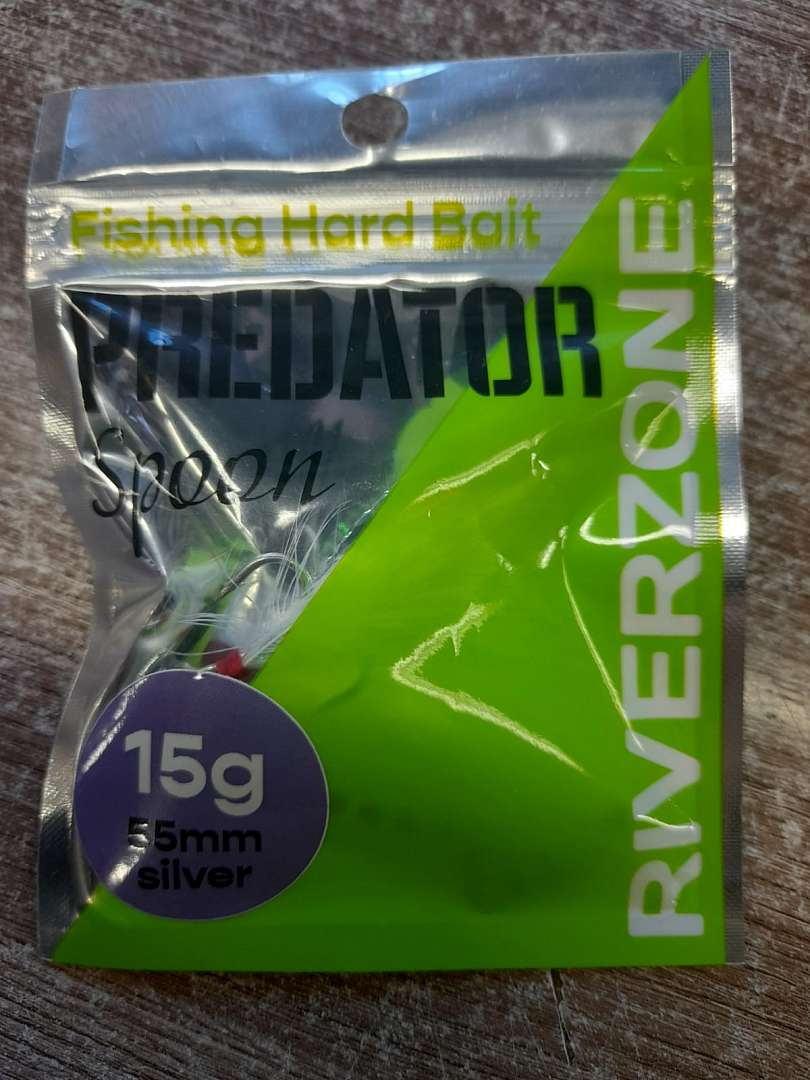 Fishing Hard Bait
PREDATOR
Spoon
RIVERZONE
15g
55mm
silver